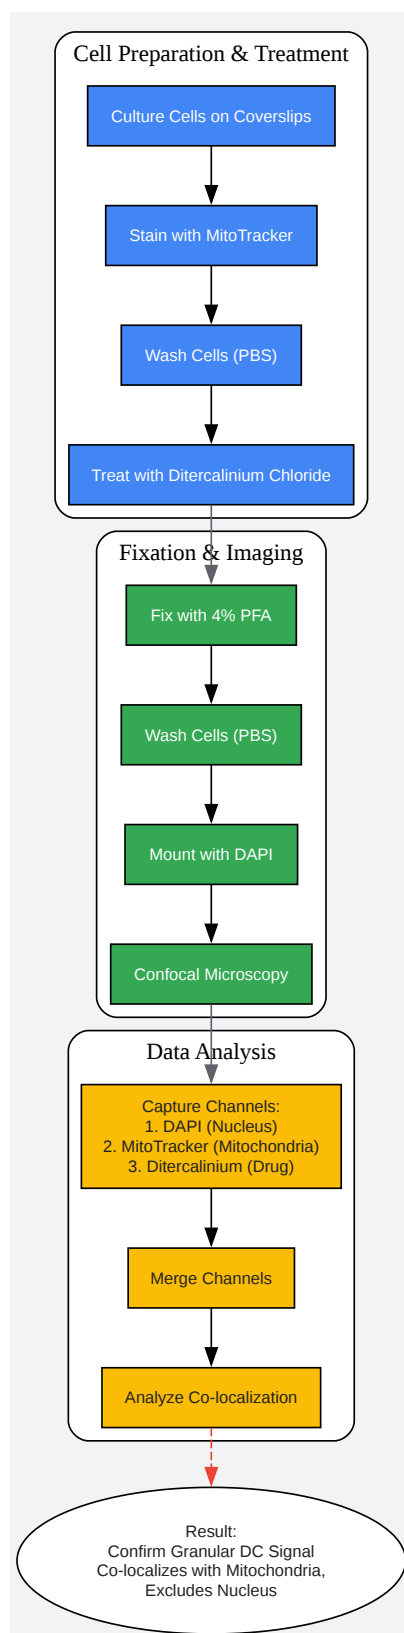 Cell Preparation & Treatment
Culture Cells on Coverslips
Stain with MitoTracker
Wash Cells (PBS)
Treat with Ditercalinium Chloride
Fixation & Imaging
Fix with 4% PFA
Wash Cells (PBS)
Mount with DAPI
Confocal Microscopy
Data Analysis
Capture Channels:
1. DAPI (Nucleus)
2. MitoTracker (Mitochondria)
3. Ditercalinium (Drug)
Merge Channels
Analyze Co-localization
Result:
Confirm Granular DC Signal
Co-localizes with Mitochondria,
Excludes Nucleus